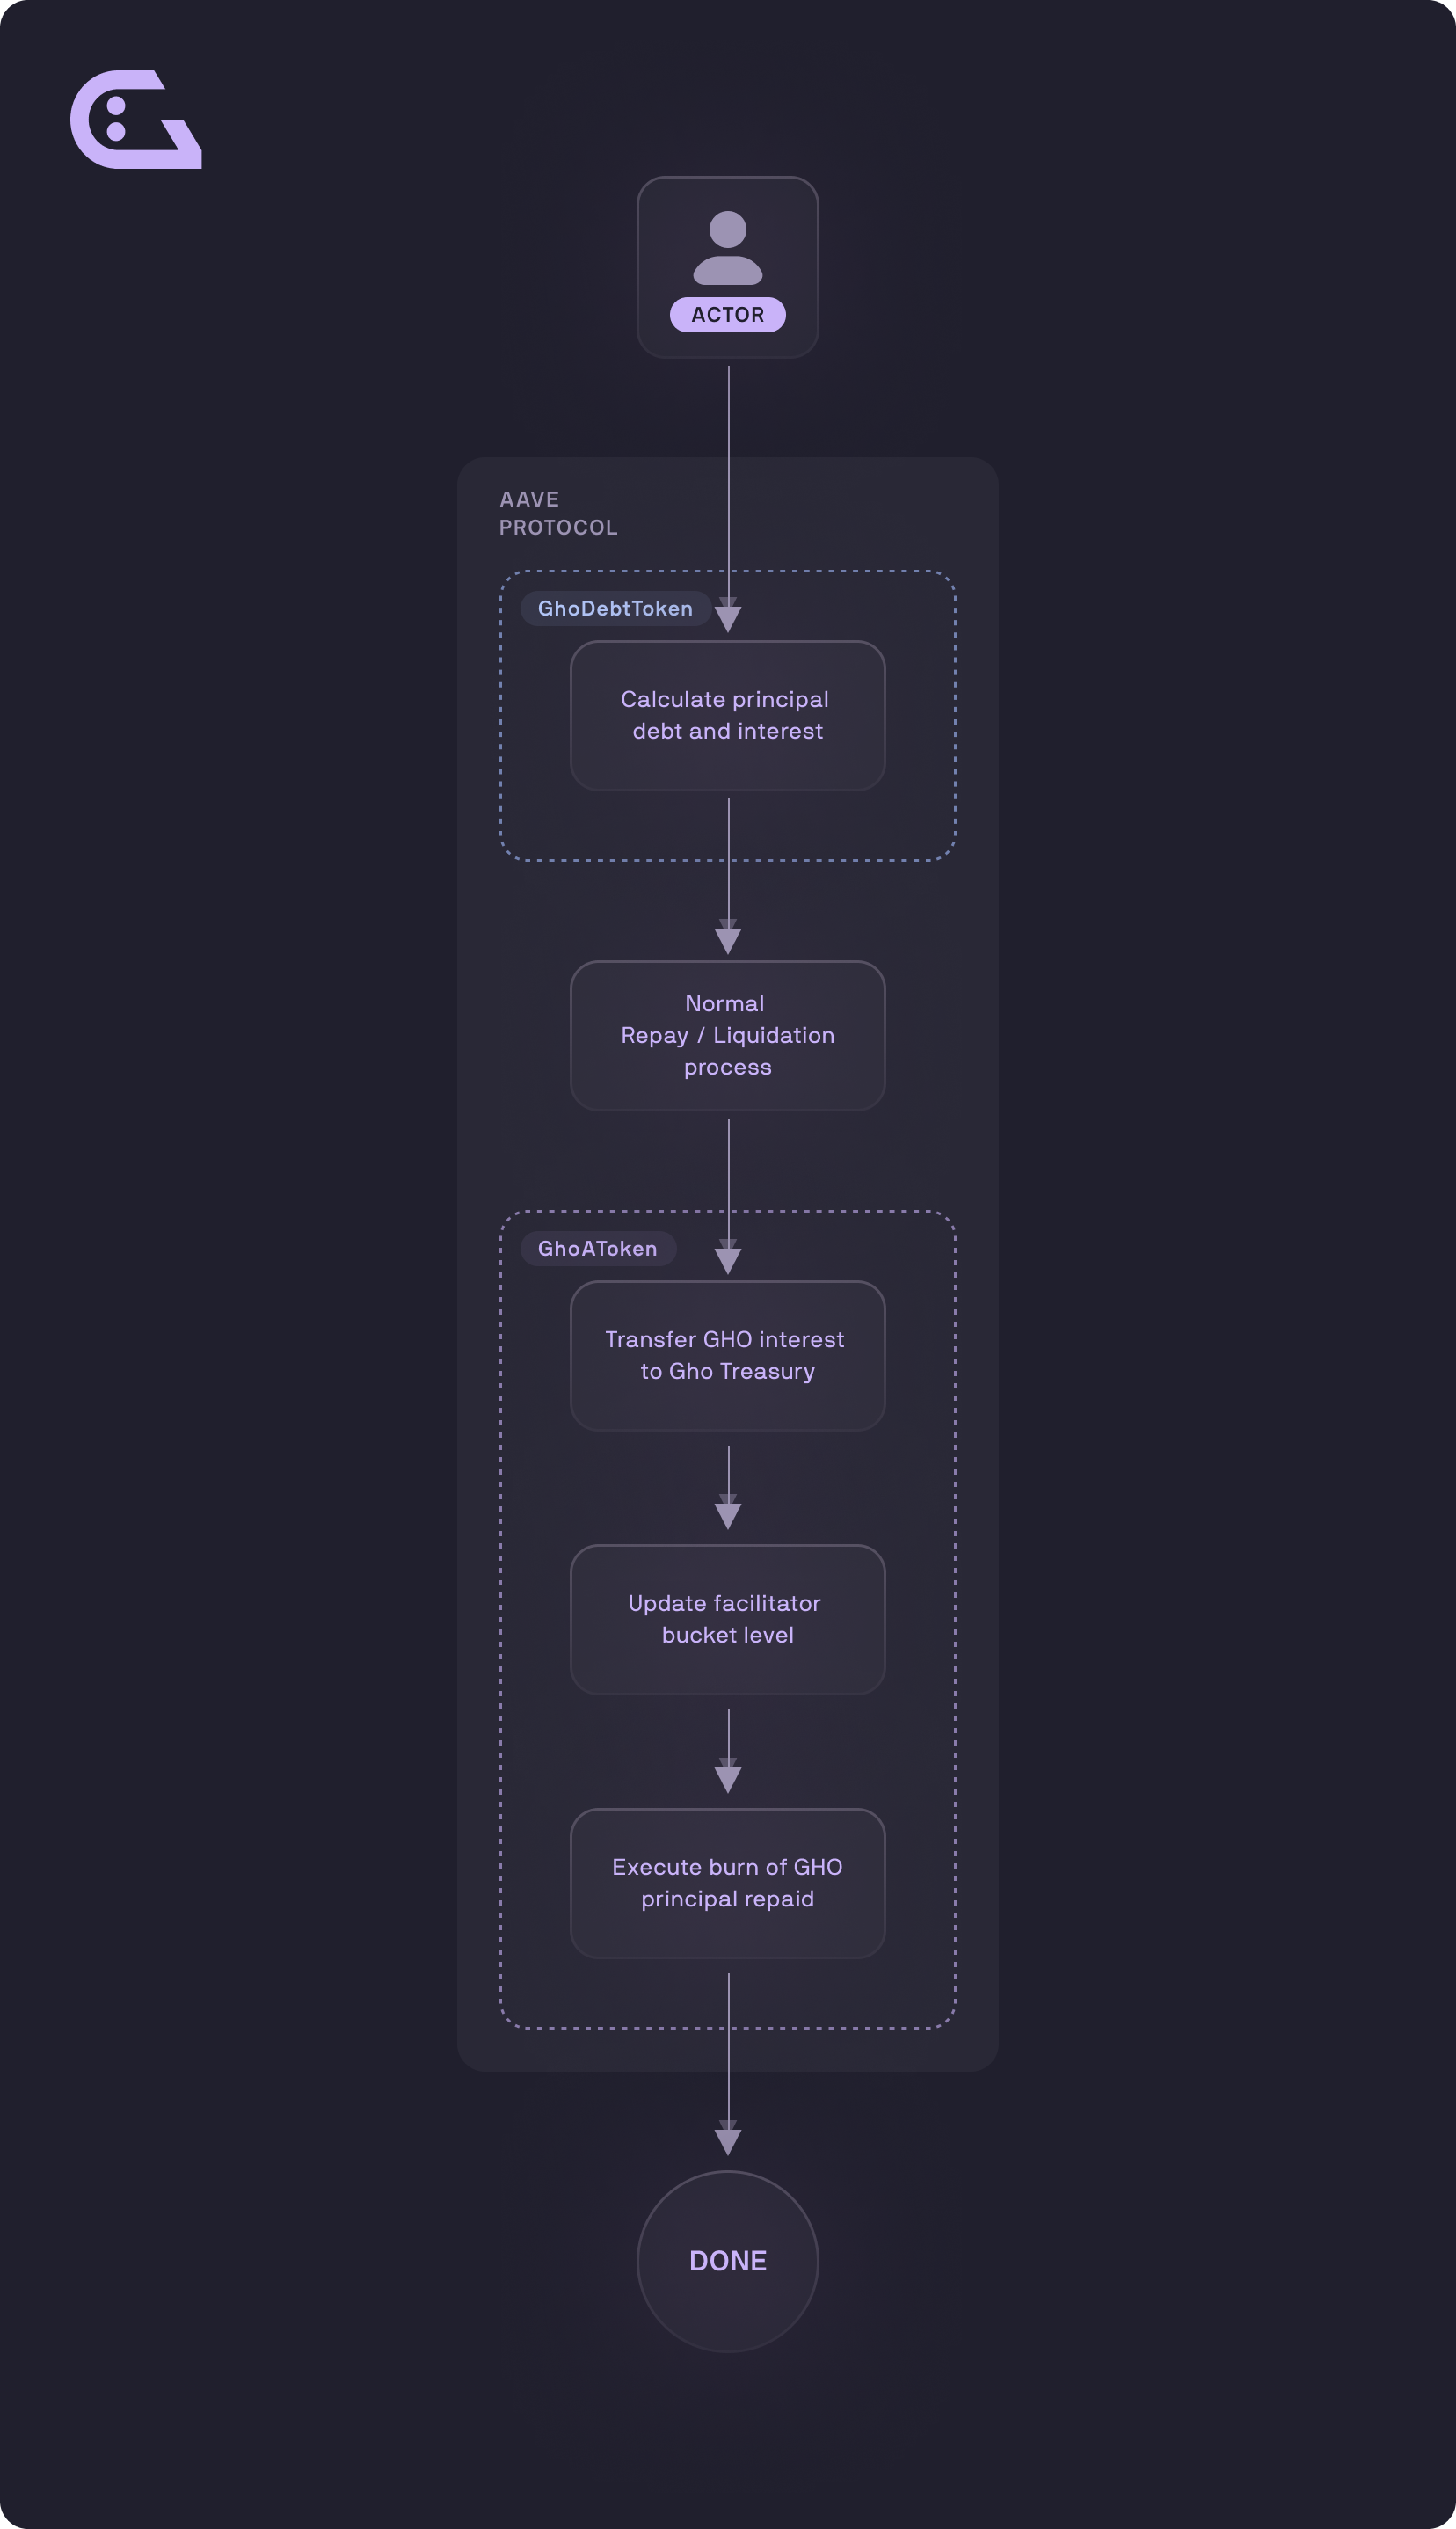 ACTOR
AAVE
PROTOCOL
GhoDebtToken
Calculate principal
debt and interest
Normal
Repay / Liquidation
process
GhoAToken
Transfer GHO interest
to Gho Treasury
Update facilitator
bucket level
Execute burn of GHO
principal repaid
DONE